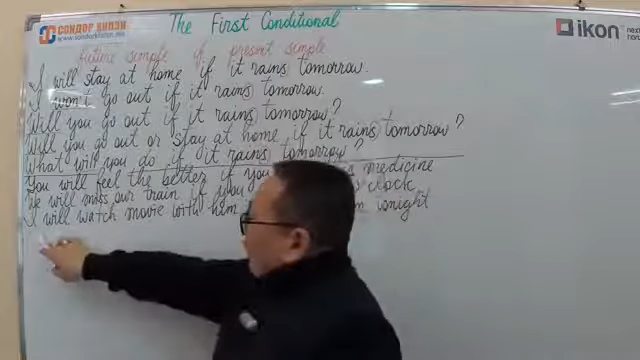 СОНДОР ХИЛЭН
www.sondorkhilen.mn
The First Conditional
ikon
future simple if present simple
I will stay at home if it rains tomorrow.
I won't go out if it rains tomorrow.
Will you go out if it rains tomorrow?
Will you go out or stay at home if it rains tomorrow?
What will you do if it rains tomorrow?
You will feel the better if you medicine
We will miss our train if you o'clock
I will watch movie with him tonight